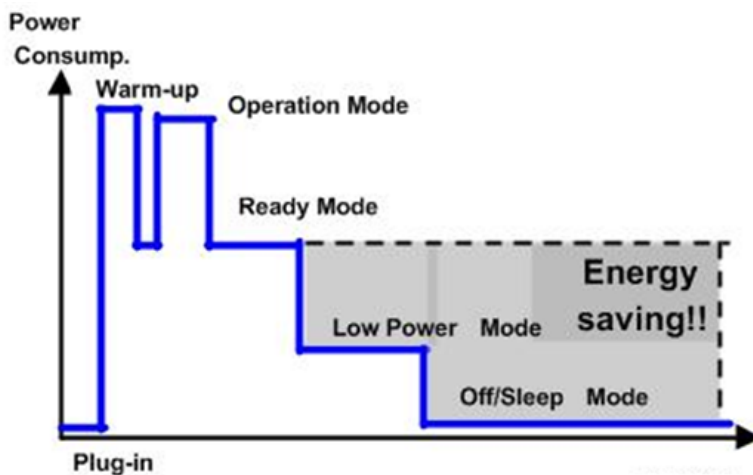 Power
Consump.
Warm-up
Operation Mode
Ready Mode
Energy
saving!!
Low Power Mode
Off/Sleep Mode
Plug-in